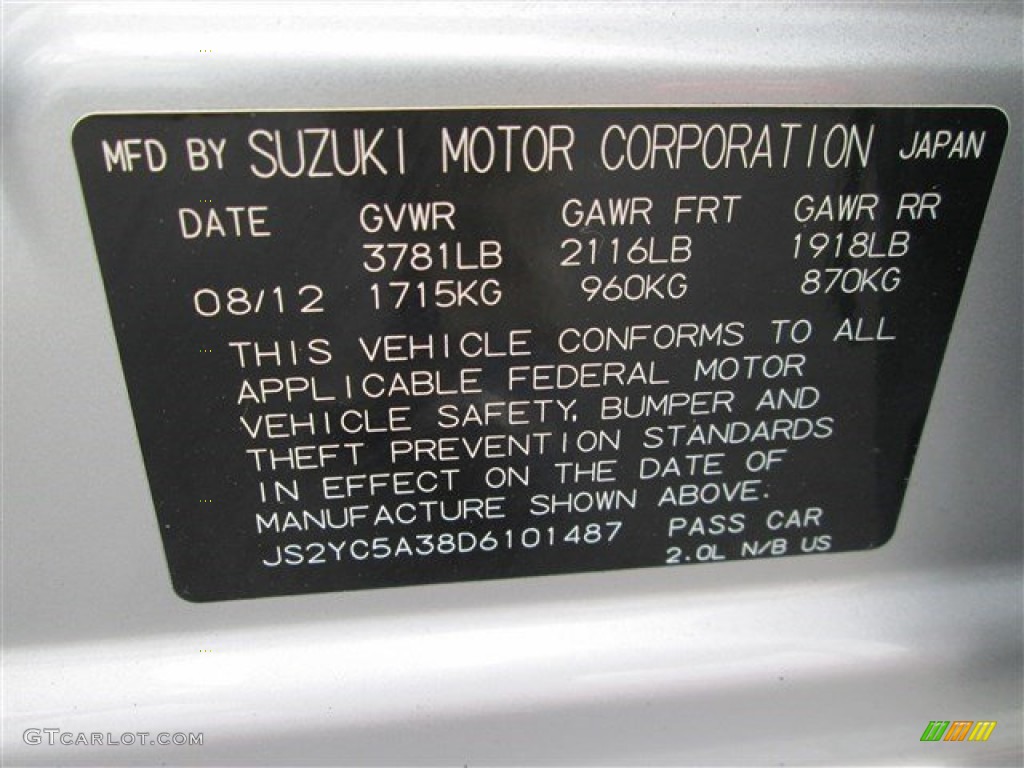 MFD BY SUZUKI MOTOR CORPORATION JAPAN
DATE GVWR GAWR FRT GAWR RR
3781LB 2116LB 1918LB
08/12 1715KG 960KG 870KG
THIS VEHICLE CONFORMS TO ALL
APPLICABLE FEDERAL MOTOR
VEHICLE SAFETY, BUMPER AND
THEFT PREVENTION STANDARDS
IN EFFECT ON THE DATE OF
MANUFACTURE SHOWN ABOVE.
JS2YC5A38D6101487 PASS CAR
2.0L N/B US
GTCARLOT.COM